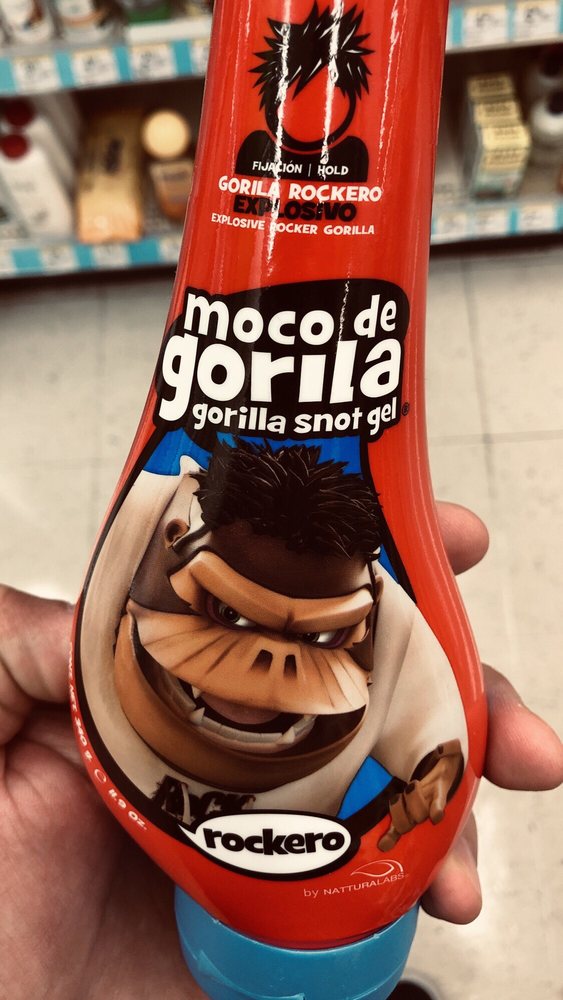 FIJACIÓN | HOLD
GORILA ROCKERO
EXPLOSIVO
EXPLOSIVE ROCKER GORILLA
moco de
gorila
gorilla snot gel ®
rockero
by NATTURALABS